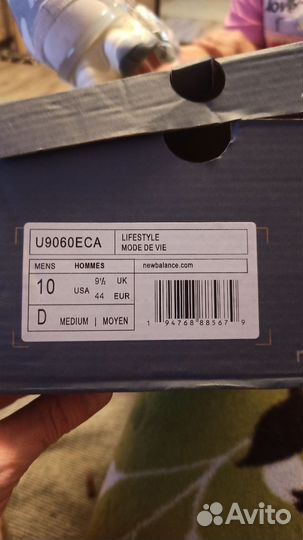 U9060ECA
LIFESTYLE
MODE DE VIE
MENS HOMMES
newbalance.com
10 USA 9½ UK
44 EUR
D MEDIUM | MOYEN
1 94768 88567 9
Avito